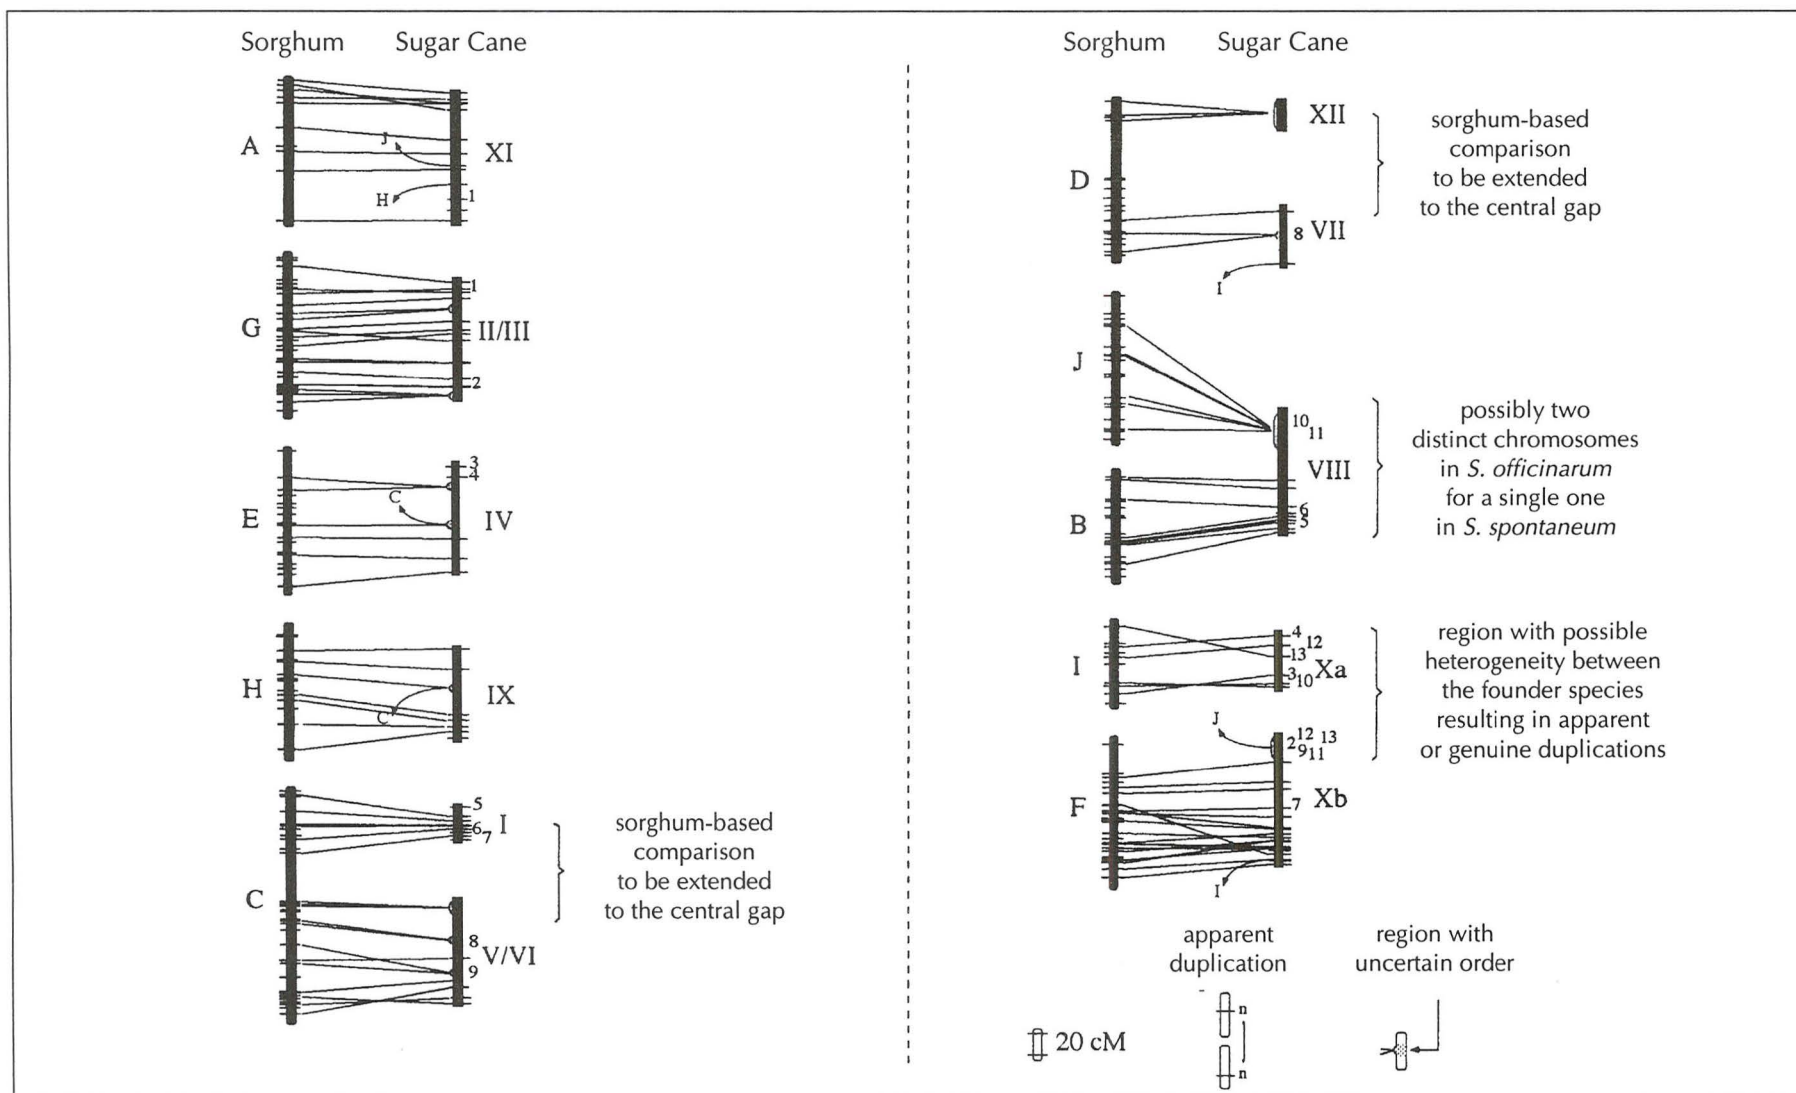 Sorghum Sugar Cane
A
XI
J
H
1
G
II/III
1
2
E
IV
3
4
C
H
IX
C
C
I
5
6
7
V/VI
8
9
sorghum-based
comparison
to be extended
to the central gap
Sorghum Sugar Cane
D
XII
VII
8
I
sorghum-based
comparison
to be extended
to the central gap
J
B
VIII
10
11
6
5
possibly two
distinct chromosomes
in S. officinarum
for a single one
in S. spontaneum
I
Xa
4
12
13
3
10
F
Xb
J
12 13
2 9 11
7
I
region with possible
heterogeneity between
the founder species
resulting in apparent
or genuine duplications
20 cM
apparent
duplication
n
n
region with
uncertain order